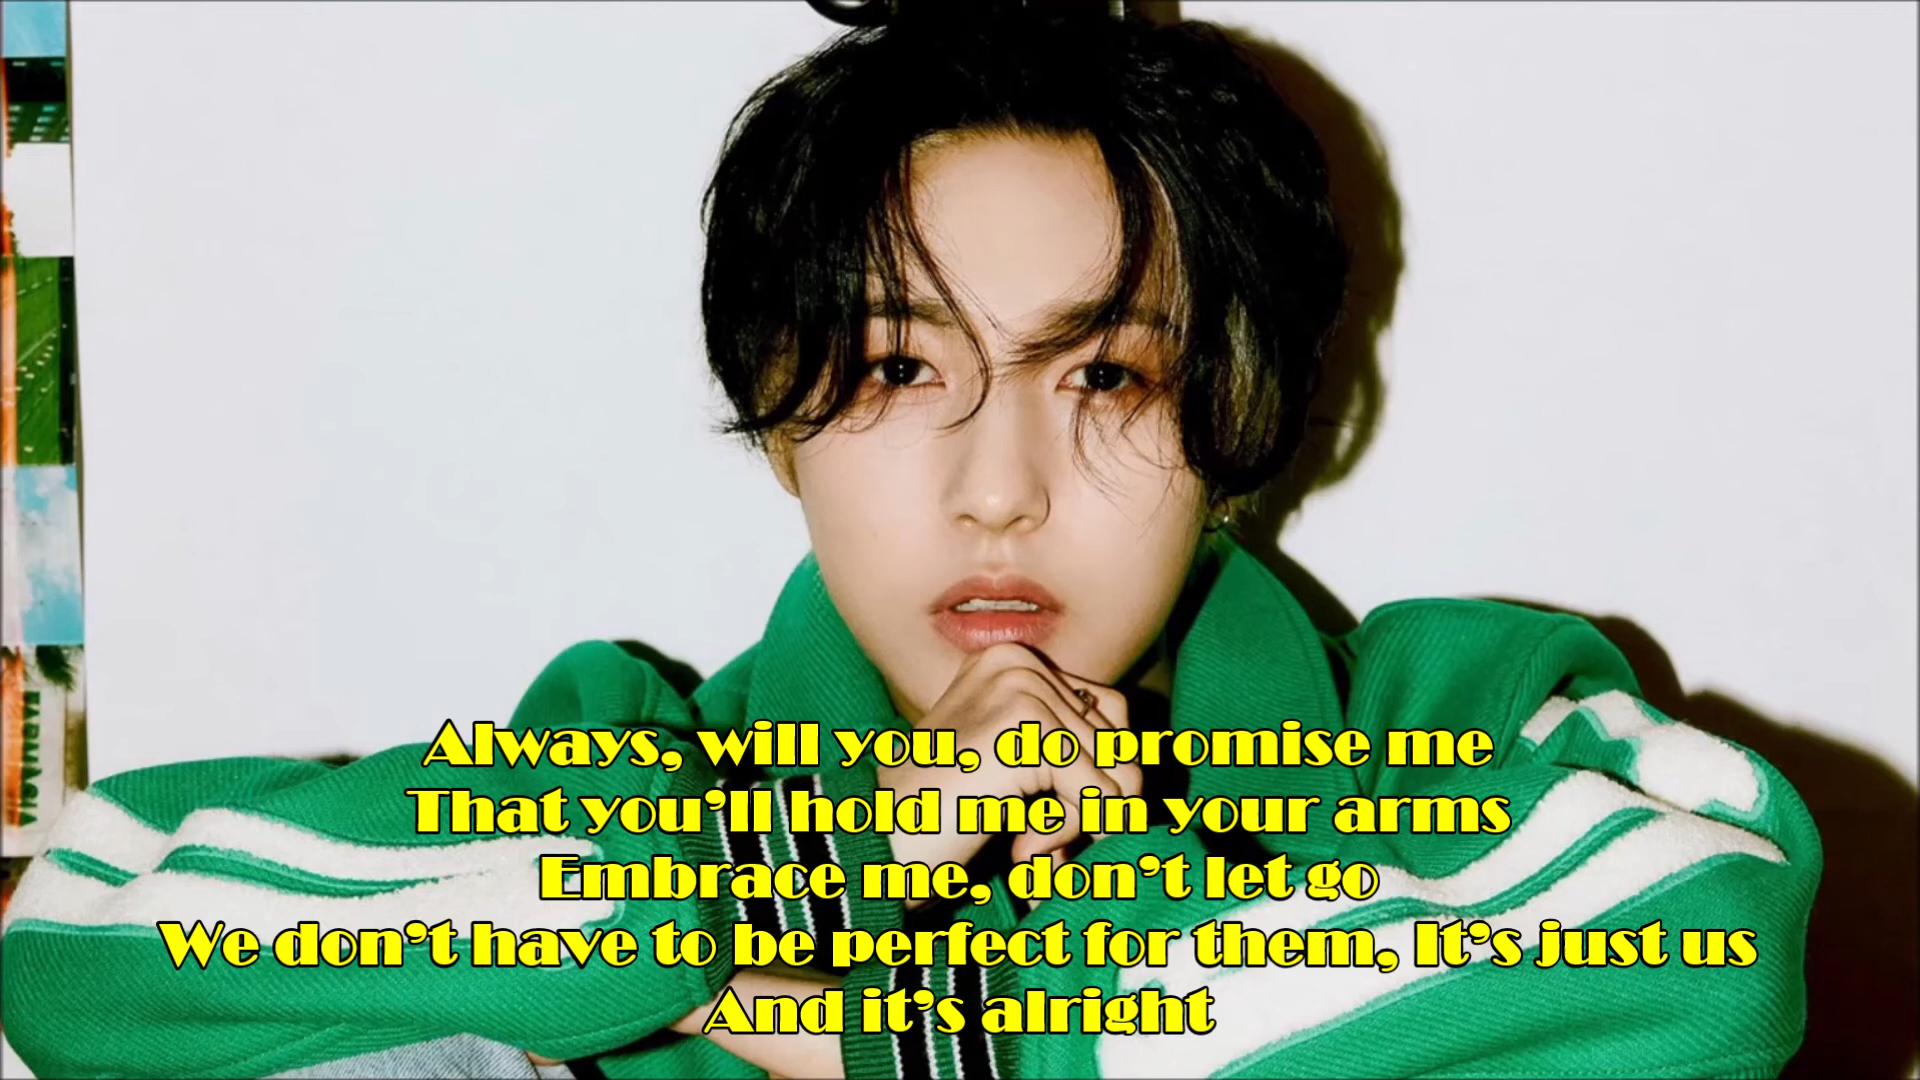 Always, will you, do promise me
That you'll hold me in your arms
Embrace me, don't let go
We don't have to be perfect for them, It's just us
And it's alright